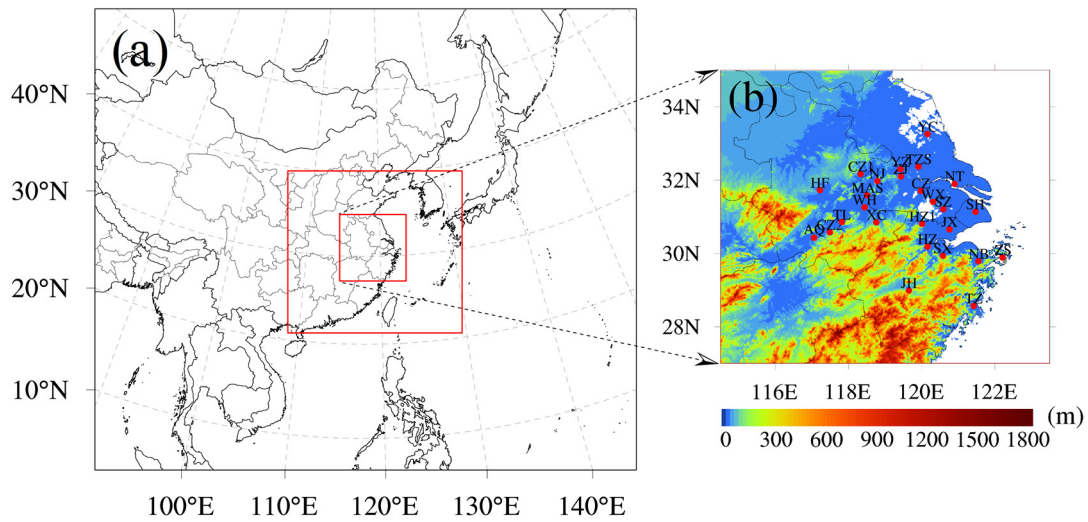 (a)
40°N
30°N
20°N
10°N
100°E
110°E
120°E
130°E
140°E
(b)
34N
32N
30N
28N
116E
118E
120E
122E
YC
TZS
CZ1
NJ
NT
HF
MAS
CZ
WX
SZ
WH
SH
TL
XC
HZ1
JX
CZ2
AQ
HZ
SX
NB
ZS
JH
TZ
0
300
600
900
1200
1500
1800
(m)